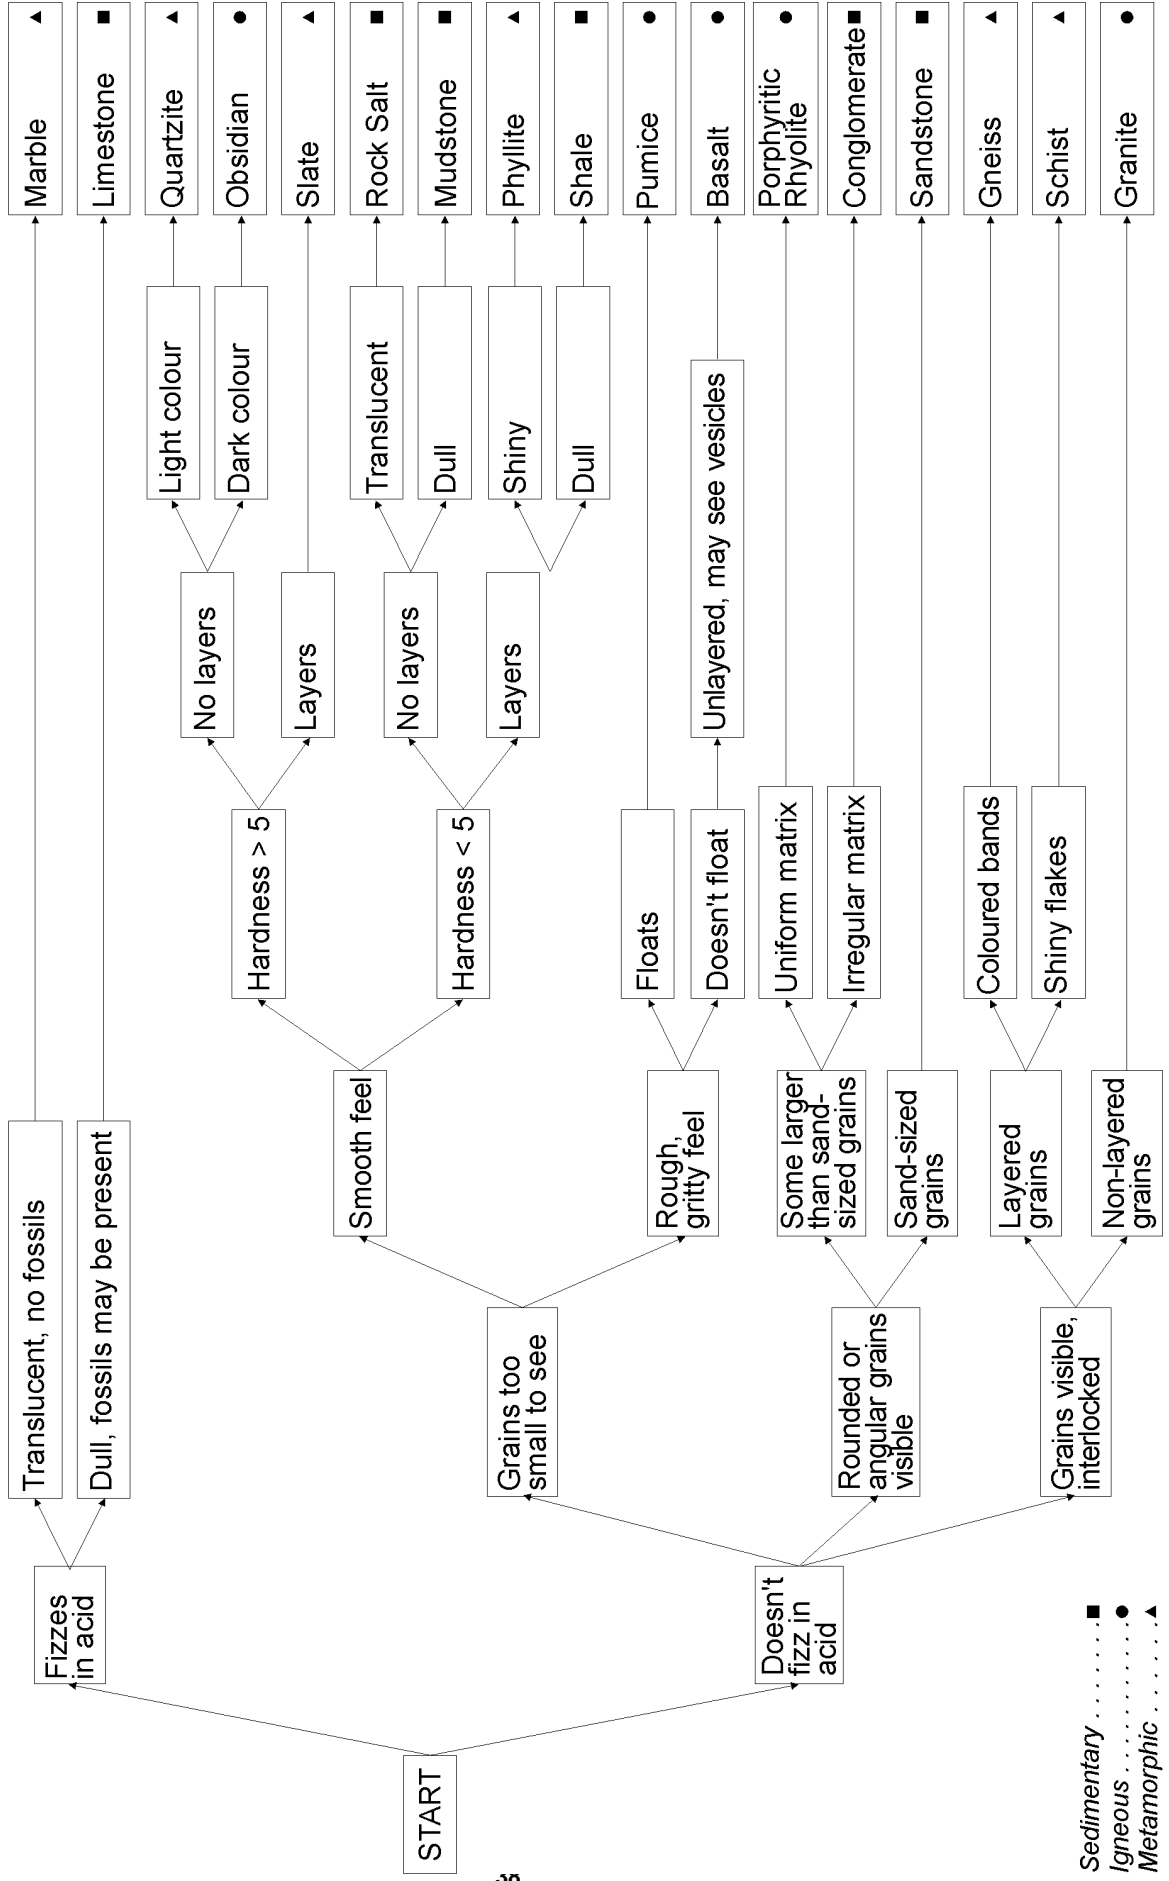 START
Fizzes
in acid
Doesn't
fizz in
acid
Translucent, no fossils
Dull, fossils may be present
Grains too
small to see
Rounded or
angular grains
visible
Grains visible,
interlocked
Smooth feel
Rough,
gritty feel
Some larger
than sand-
sized grains
Sand-sized
grains
Layered
grains
Non-layered
grains
Hardness > 5
Hardness < 5
Floats
Doesn't float
Uniform matrix
Irregular matrix
Coloured bands
Shiny flakes
No layers
Layers
No layers
Layers
Unlayered, may see vesicles
Light colour
Dark colour
Translucent
Dull
Shiny
Dull
Marble ▲
Limestone ■
Quartzite ▲
Obsidian ●
Slate ▲
Rock Salt ■
Mudstone ■
Phyllite ▲
Shale ■
Pumice ●
Basalt ●
Porphyritic
Rhyolite ●
Conglomerate ■
Sandstone ■
Gneiss ▲
Schist ▲
Granite ●
Sedimentary . . . . . . . ■
Igneous . . . . . . . . . . . ●
Metamorphic . . . . . . ▲